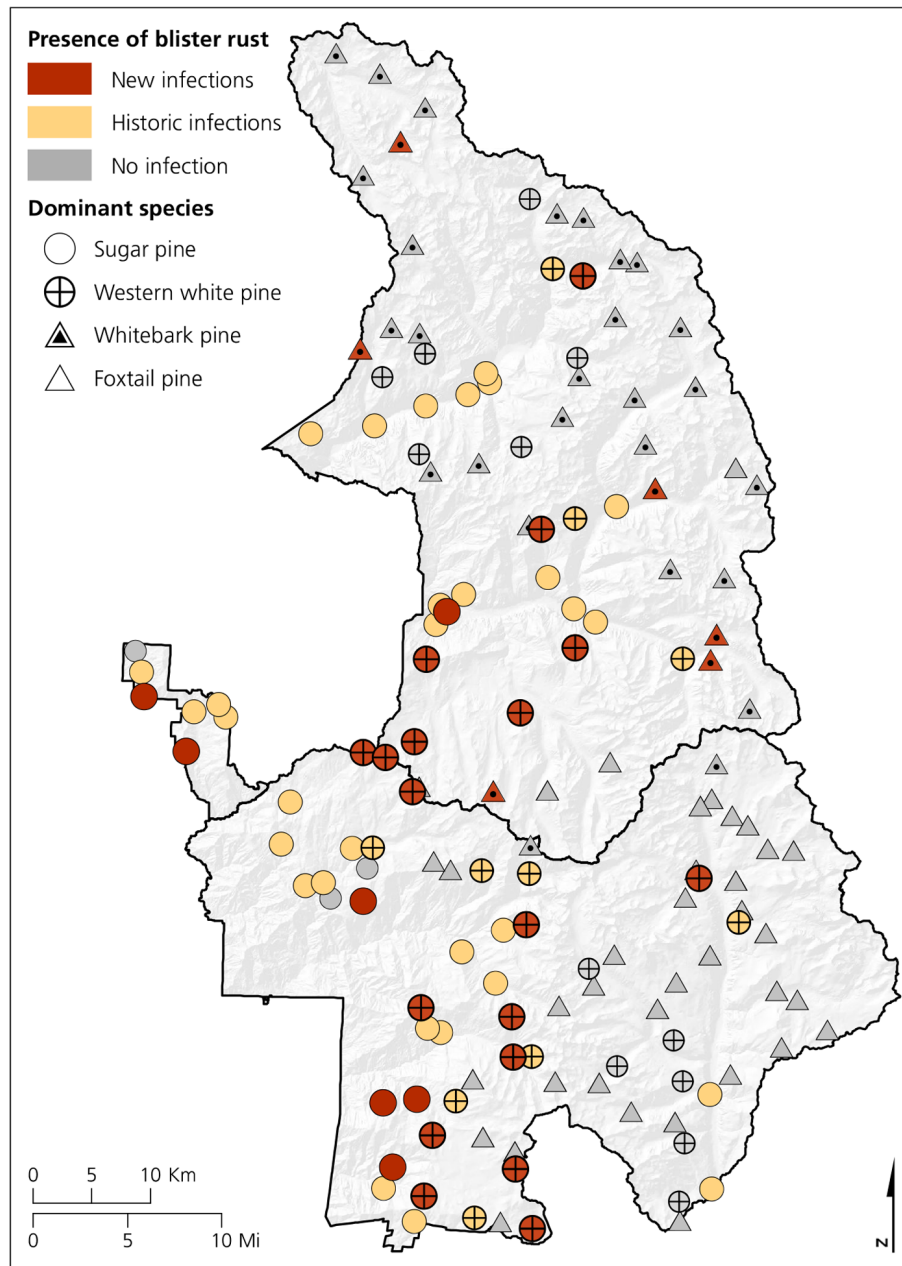 Presence of blister rust
New infections
Historic infections
No infection
Dominant species
Sugar pine
Western white pine
Whitebark pine
Foxtail pine
0 5 10 Km
0 5 10 Mi
N